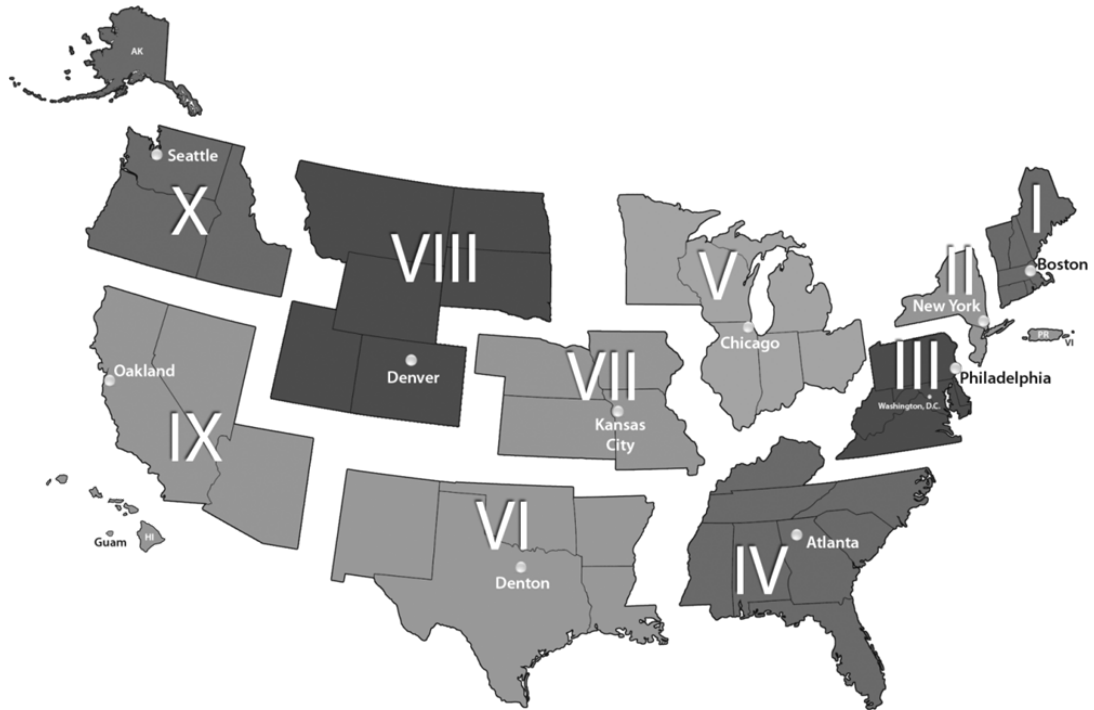 AK
Seattle
X
VIII
V
I
II
Boston
New York
PR
VI
Chicago
III
Philadelphia
Washington, D.C.
Oakland
Denver
VII
Kansas
City
IX
VI
Denton
IV
Atlanta
Guam
HI